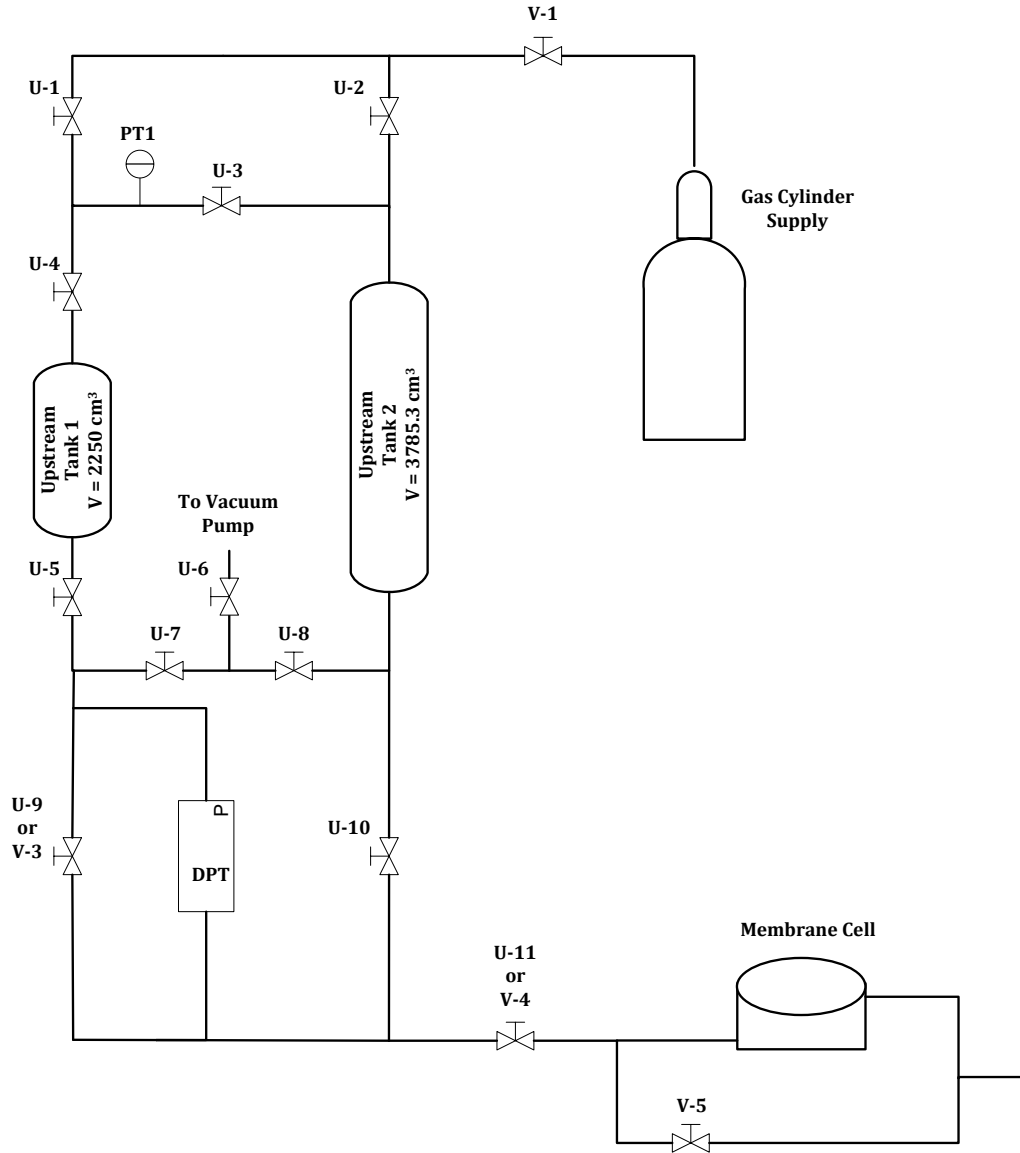 V-1
U-1
U-2
PT1
U-3
Gas Cylinder
Supply
U-4
Upstream
Tank 1
V = 2250 cm³
Upstream
Tank 2
V = 3785.3 cm³
To Vacuum
Pump
U-5
U-6
U-7
U-8
U-9
or
V-3
P
DPT
U-10
Membrane Cell
U-11
or
V-4
V-5